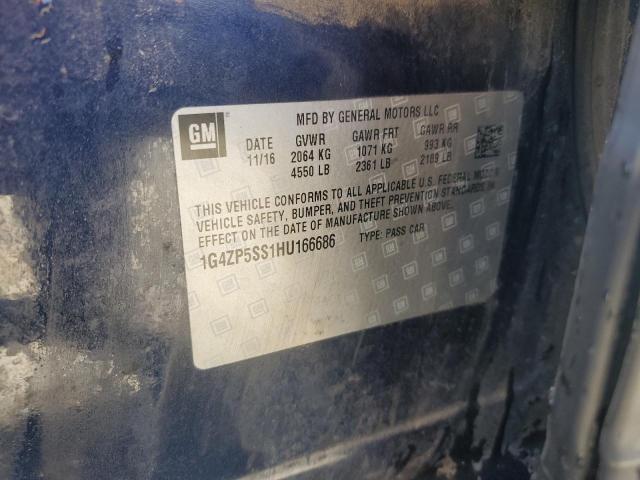 GM
MFD BY GENERAL MOTORS LLC
DATE GVWR GAWR FRT GAWR RR
11/16 2064 KG 1071 KG 993 KG
4550 LB 2361 LB 2189 LB
THIS VEHICLE CONFORMS TO ALL APPLICABLE U.S. FEDERAL MOTOR
VEHICLE SAFETY, BUMPER, AND THEFT PREVENTION STANDARDS IN
EFFECT ON THE DATE OF MANUFACTURE SHOWN ABOVE.
1G4ZP5SS1HU166686 TYPE: PASS CAR